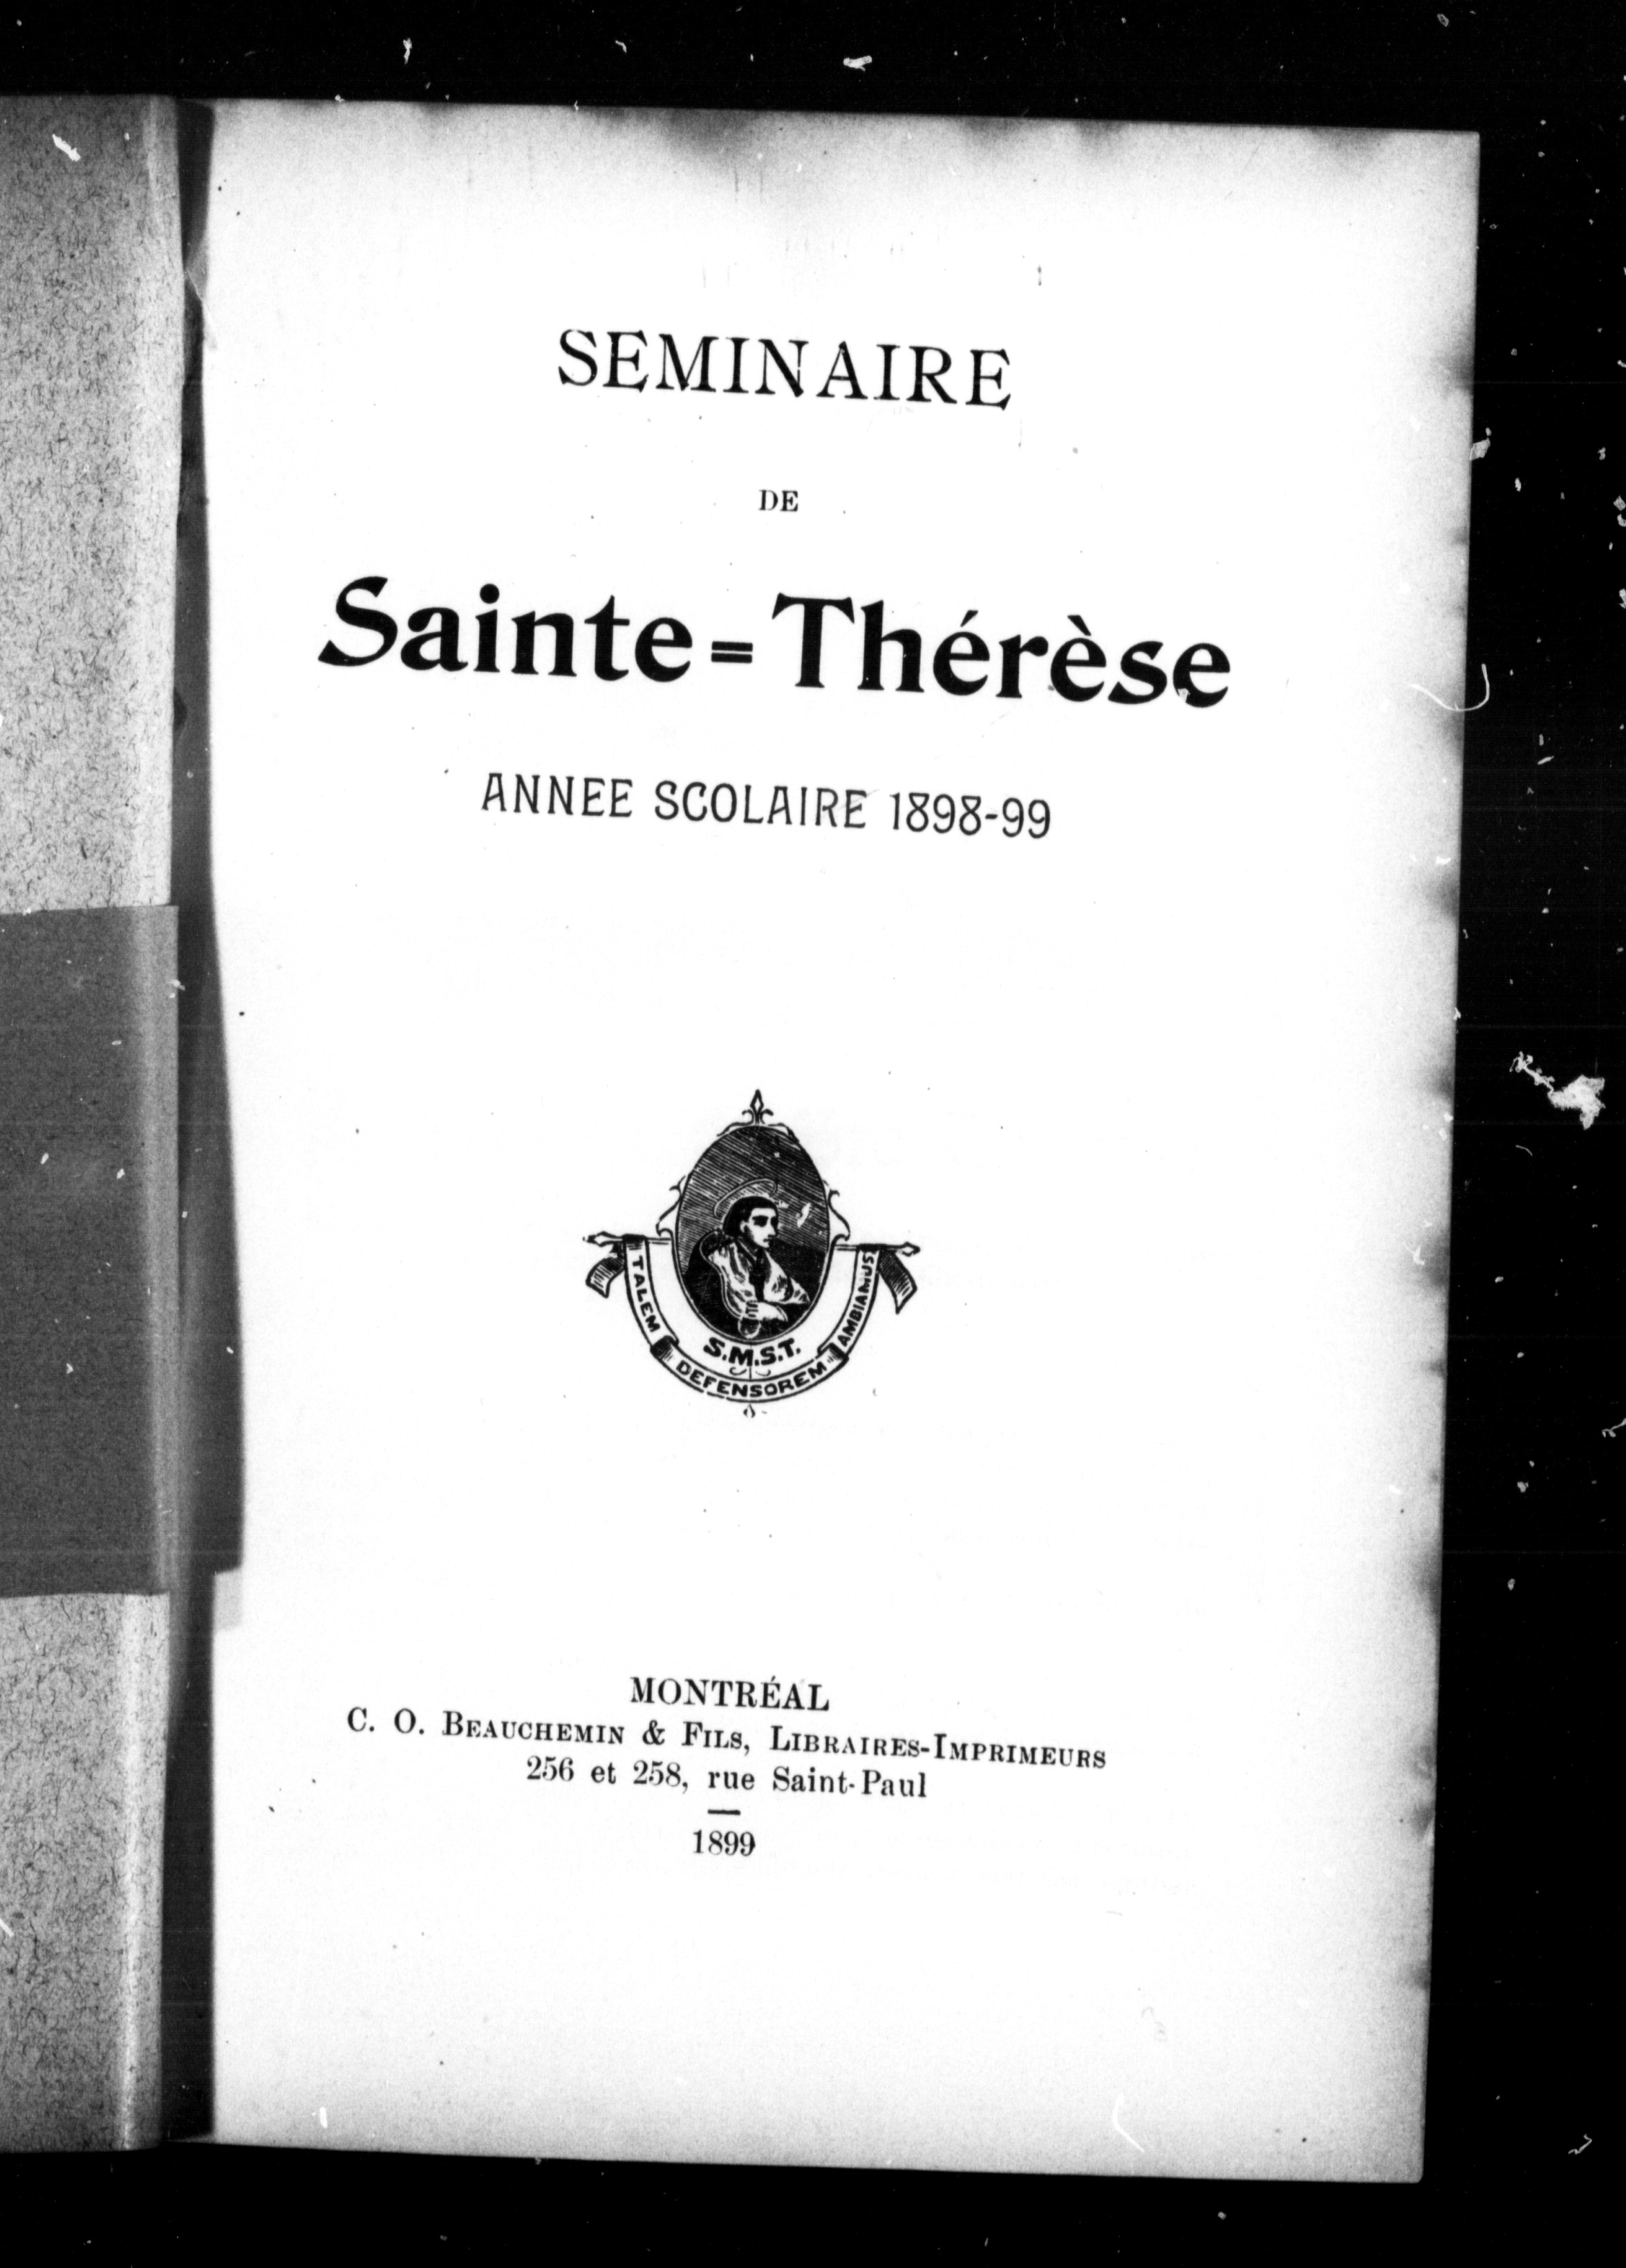 SEMINAIRE
DE
Sainte=Thérèse
ANNEE SCOLAIRE 1898-99
TALEM
DEFENSOREM
AMBIAMUS
S.M.S.T.
MONTRÉAL
C. O. BEAUCHEMIN & FILS, LIBRAIRES-IMPRIMEURS
256 et 258, rue Saint-Paul
1899